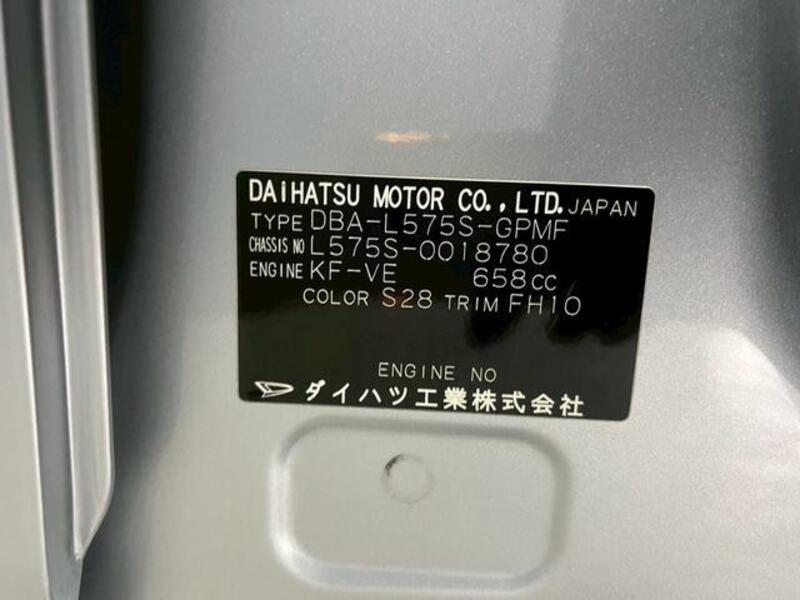 DAIHATSU MOTOR CO., LTD. JAPAN
TYPE DBA-L575S-GPMF
CHASSIS NO L575S-0018780
ENGINE KF-VE 658CC
COLOR S28 TRIM FH10
ENGINE NO
ダイハツ工業株式会社